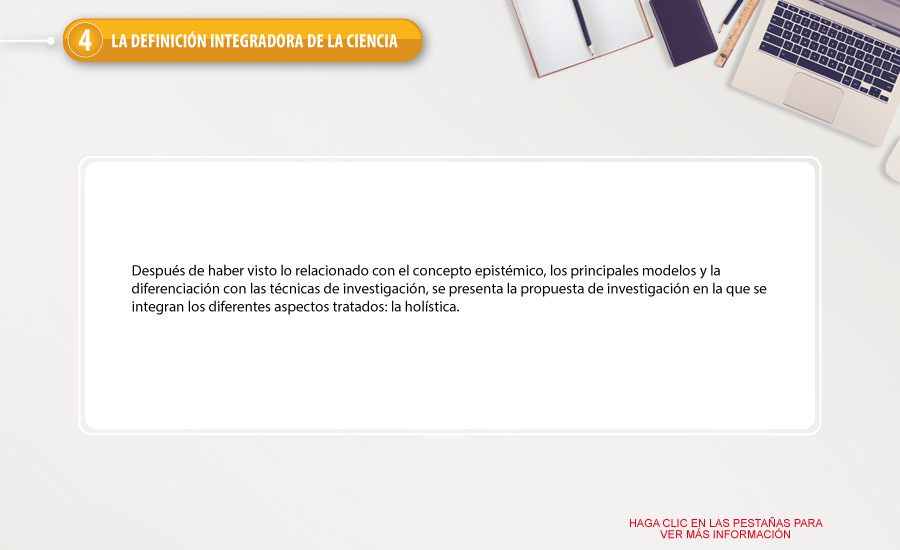 4 LA DEFINICIÓN INTEGRADORA DE LA CIENCIA
Después de haber visto lo relacionado con el concepto epistémico, los principales modelos y la
diferenciación con las técnicas de investigación, se presenta la propuesta de investigación en la que se
integran los diferentes aspectos tratados: la holística.
HAGA CLIC EN LAS PESTAÑAS PARA
VER MÁS INFORMACIÓN